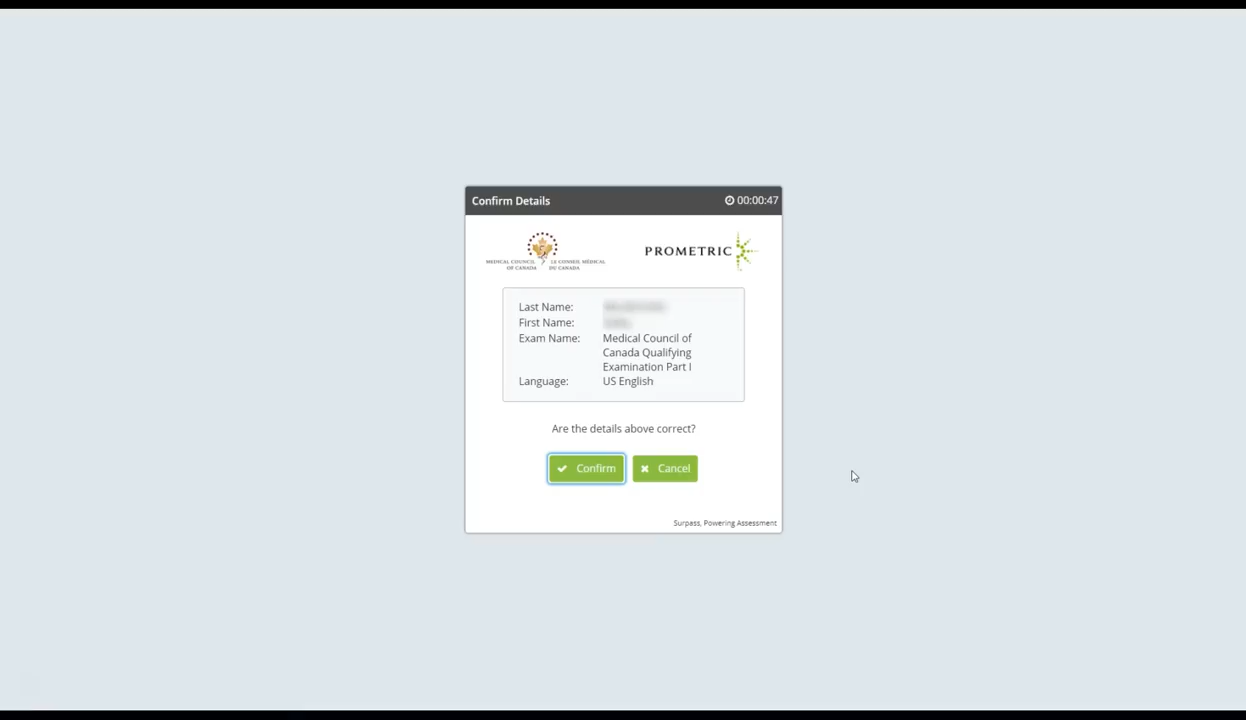 Confirm Details 00:00:47
MEDICAL COUNCIL LE CONSEIL MÉDICAL
OF CANADA DU CANADA
PROMETRIC
Last Name:
First Name:
Exam Name: Medical Council of
Canada Qualifying
Examination Part I
Language: US English
Are the details above correct?
Confirm Cancel
Surpass, Powering Assessment